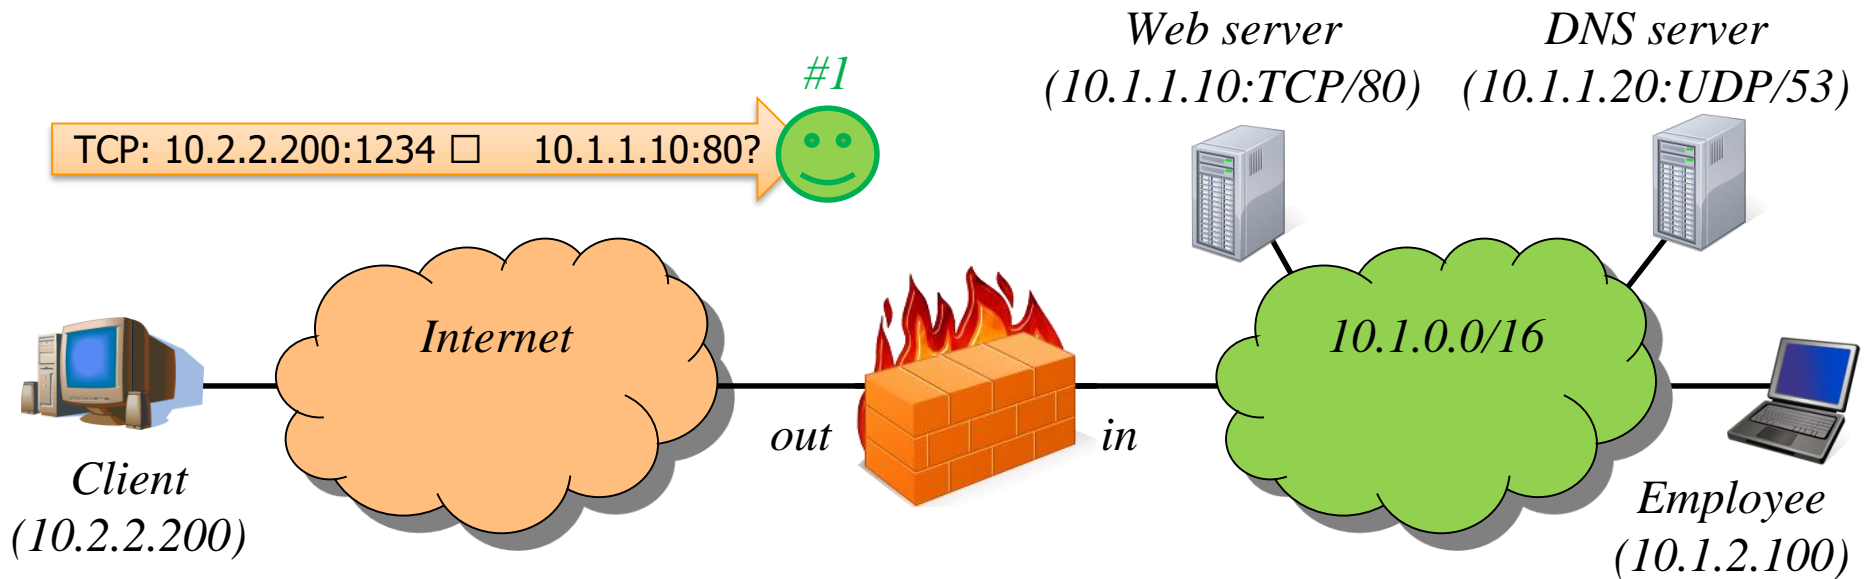 Web server
(10.1.1.10:TCP/80)
DNS server
(10.1.1.20:UDP/53)
#1
TCP: 10.2.2.200:1234 □ 10.1.1.10:80?
Internet
10.1.0.0/16
out
in
Client
(10.2.2.200)
Employee
(10.1.2.100)